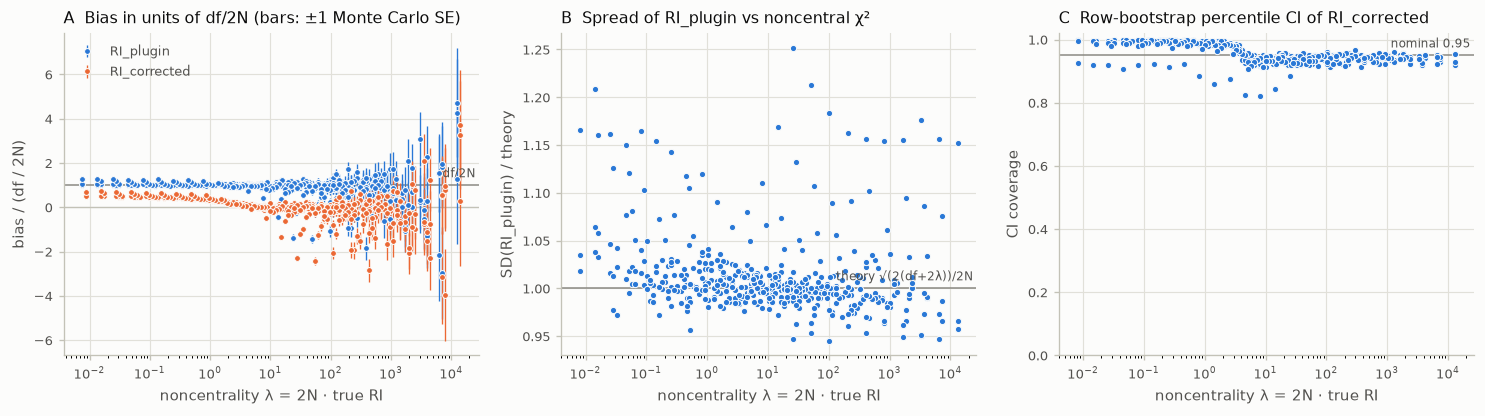 A Bias in units of df/2N (bars: ±1 Monte Carlo SE)
RI_plugin
RI_corrected
df/2N
6
4
2
0
−2
−4
−6
bias / (df / 2N)
10⁻² 10⁻¹ 10⁰ 10¹ 10² 10³ 10⁴
noncentrality λ = 2N · true RI
B Spread of RI_plugin vs noncentral χ²
1.25
1.20
1.15
1.10
1.05
1.00
0.95
SD(RI_plugin) / theory
theory √(2(df+2λ))/2N
10⁻² 10⁻¹ 10⁰ 10¹ 10² 10³ 10⁴
noncentrality λ = 2N · true RI
C Row-bootstrap percentile CI of RI_corrected
nominal 0.95
1.0
0.8
0.6
0.4
0.2
0.0
CI coverage
10⁻² 10⁻¹ 10⁰ 10¹ 10² 10³ 10⁴
noncentrality λ = 2N · true RI